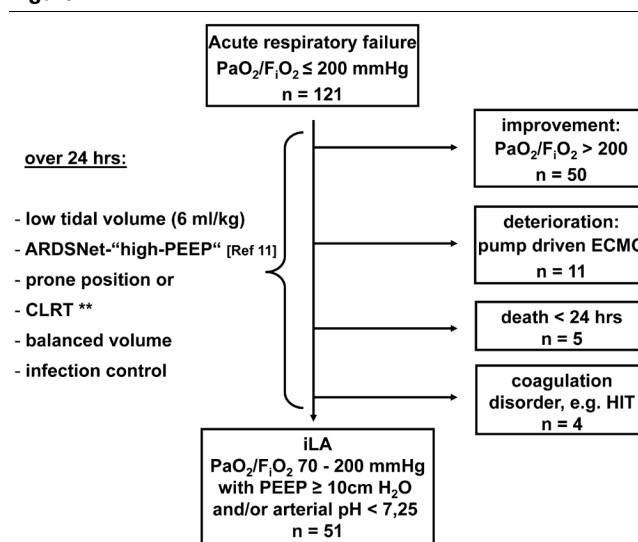 Acute respiratory failure
PaO2/FiO2 ≤ 200 mmHg
n = 121
over 24 hrs:
- low tidal volume (6 ml/kg)
- ARDSNet-“high-PEEP“ [Ref 11]
- prone position or
- CLRT **
- balanced volume
- infection control
improvement:
PaO2/FiO2 > 200
n = 50
deterioration:
pump driven ECMO
n = 11
death < 24 hrs
n = 5
coagulation
disorder, e.g. HIT
n = 4
iLA
PaO2/FiO2 70 - 200 mmHg
with PEEP ≥ 10cm H2O
and/or arterial pH < 7,25
n = 51